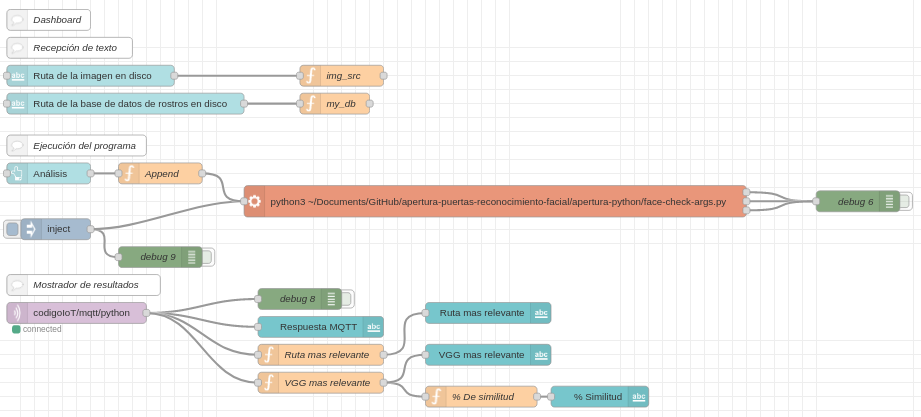 Dashboard
Recepción de texto
abc Ruta de la imagen en disco
f img_src
abc Ruta de la base de datos de rostros en disco
f my_db
Ejecución del programa
Análisis
f Append
python3 ~/Documents/GitHub/apertura-puertas-reconocimiento-facial/apertura-python/face-check-args.py
debug 6
inject
debug 9
Mostrador de resultados
codigoIoT/mqtt/python
connected
debug 8
Respuesta MQTT abc
f Ruta mas relevante
f VGG mas relevante
Ruta mas relevante abc
VGG mas relevante abc
f % De similitud
% Similitud abc